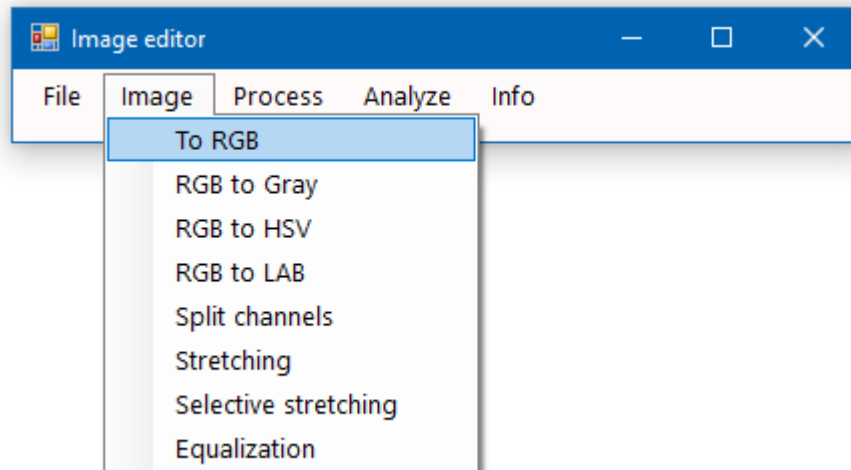 Image editor
File Image Process Analyze Info
To RGB
RGB to Gray
RGB to HSV
RGB to LAB
Split channels
Stretching
Selective stretching
Equalization